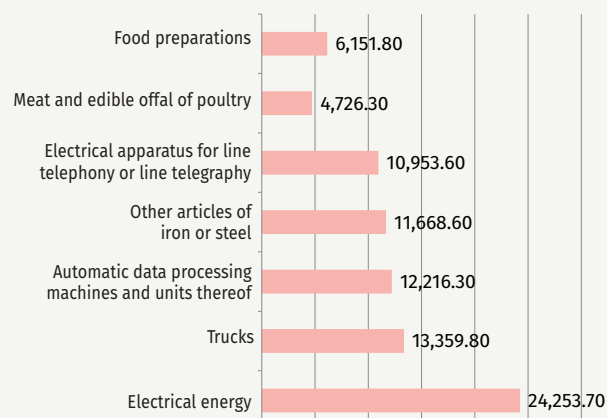 Food preparations
6,151.80
Meat and edible offal of poultry
4,726.30
Electrical apparatus for line
telephony or line telegraphy
10,953.60
Other articles of
iron or steel
11,668.60
Automatic data processing
machines and units thereof
12,216.30
Trucks
13,359.80
Electrical energy
24,253.70